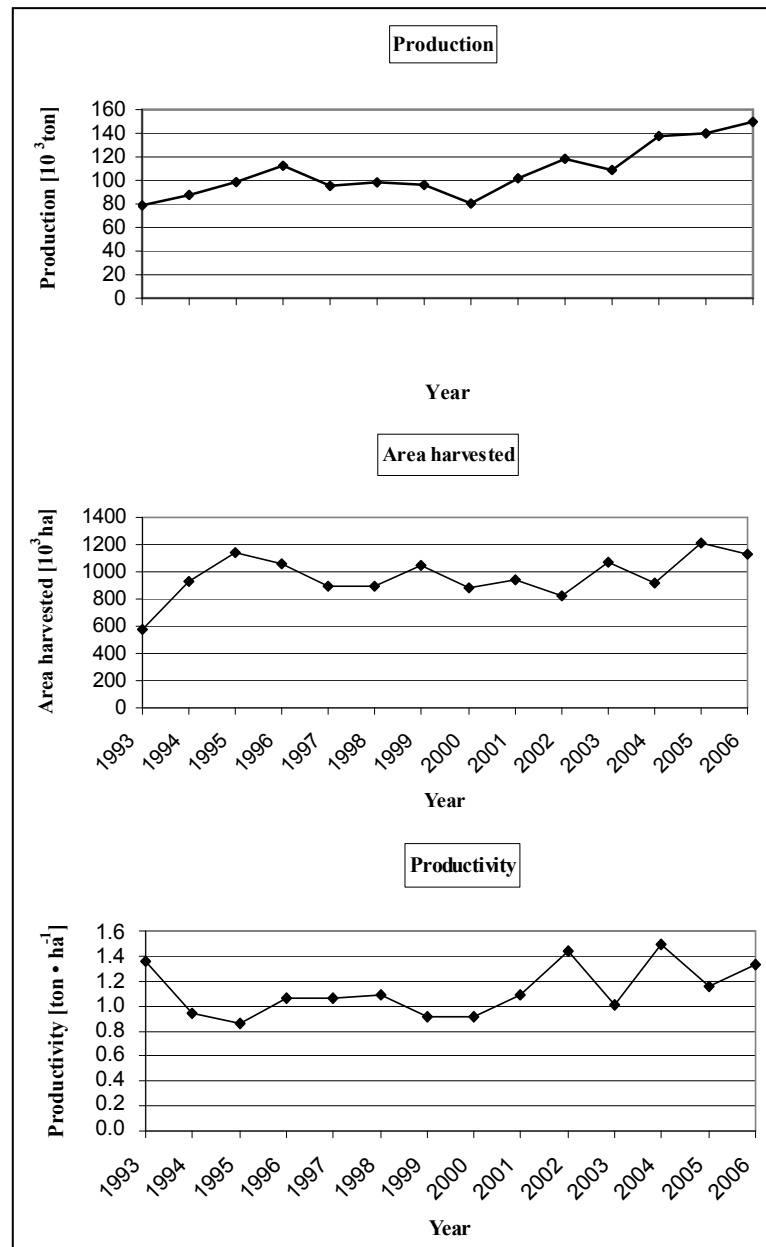 Production
Production [10³ton]
160
140
120
100
80
60
40
20
0
Year
Area harvested
Area harvested [10³ha]
1400
1200
1000
800
600
400
200
0
1993 1994 1995 1996 1997 1998 1999 2000 2001 2002 2003 2004 2005 2006
Year
Productivity
Productivity [ton • ha⁻¹]
1.6
1.4
1.2
1.0
0.8
0.6
0.4
0.2
0.0
1993 1994 1995 1996 1997 1998 1999 2000 2001 2002 2003 2004 2005 2006
Year